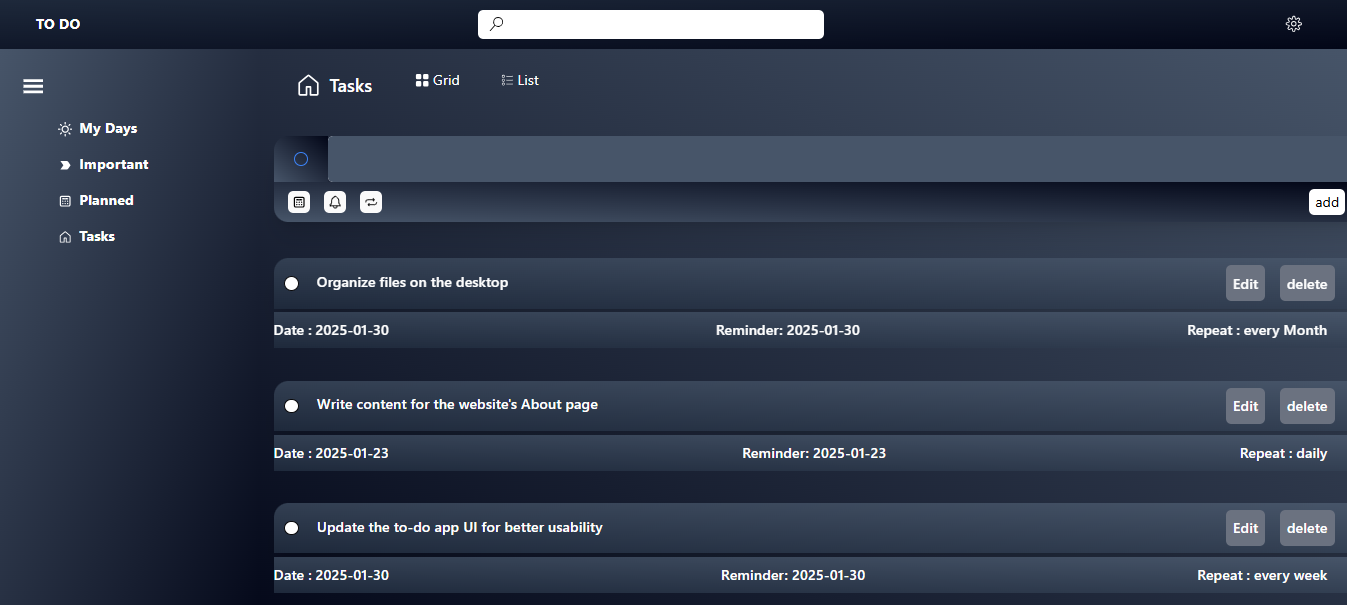 TO DO
Tasks Grid List
My Days
Important
Planned
Tasks
add
Organize files on the desktop Edit delete
Date : 2025-01-30 Reminder: 2025-01-30 Repeat : every Month
Write content for the website's About page Edit delete
Date : 2025-01-23 Reminder: 2025-01-23 Repeat : daily
Update the to-do app UI for better usability Edit delete
Date : 2025-01-30 Reminder: 2025-01-30 Repeat : every week